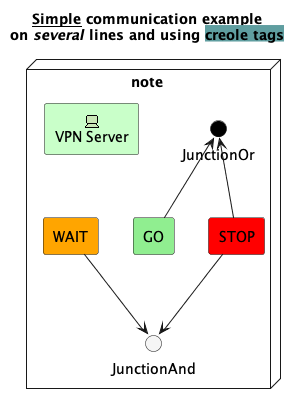 Simple communication example
on several lines and using creole tags
note
VPN Server
JunctionOr
WAIT
GO
STOP
JunctionAnd